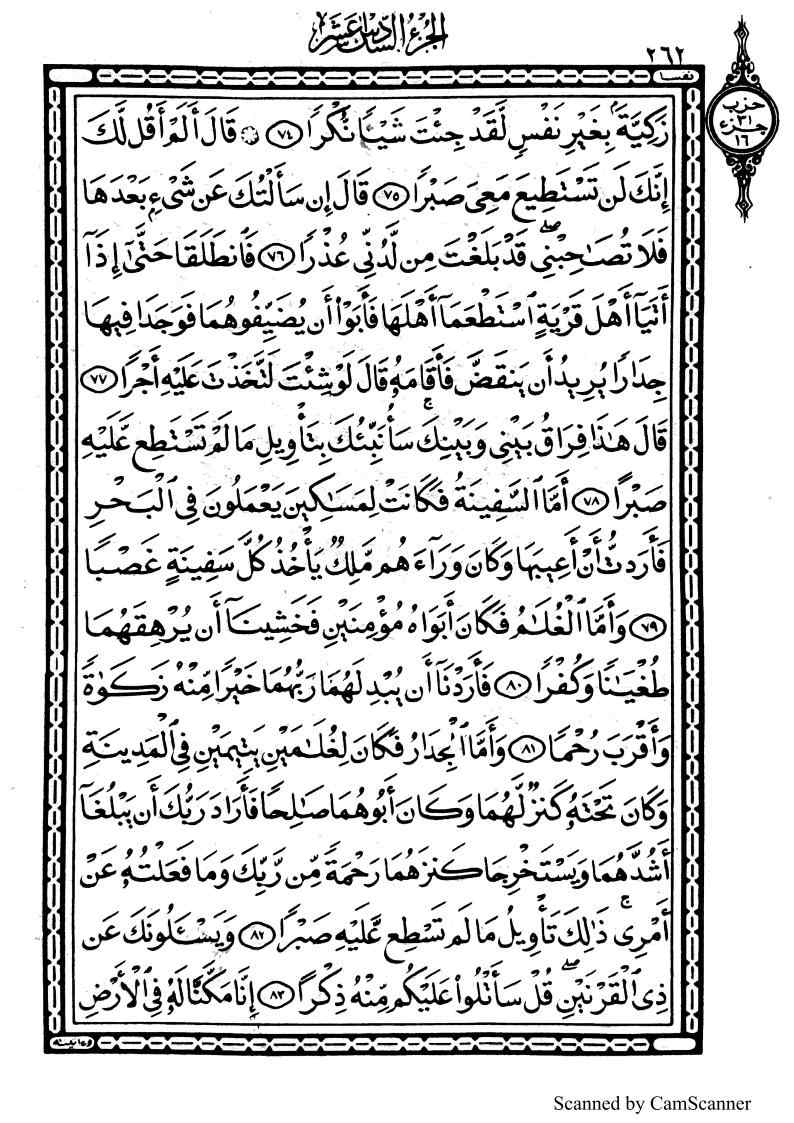 الجزء السادس عشر
٢٦٢
نفسا
حزب
٣١
جزء
١٦
زَكِيَّةَۢ بِغَيْرِ نَفْسٍ لَّقَدْ جِئْتَ شَيْـًٔا نُّكْرًا ٧٤ ۞ قَالَ أَلَمْ أَقُل لَّكَ
إِنَّكَ لَن تَسْتَطِيعَ مَعِىَ صَبْرًا ٧٥ قَالَ إِن سَأَلْتُكَ عَن شَىْءٍۭ بَعْدَهَا
فَلَا تُصَـٰحِبْنِى ۖ قَدْ بَلَغْتَ مِن لَّدُنِّى عُذْرًا ٧٦ فَٱنطَلَقَا حَتَّىٰٓ إِذَآ
أَتَيَآ أَهْلَ قَرْيَةٍ ٱسْتَطْعَمَآ أَهْلَهَا فَأَبَوْا۟ أَن يُضَيِّفُوهُمَا فَوَجَدَا فِيهَا
جِدَارًا يُرِيدُ أَن يَنقَضَّ فَأَقَامَهُۥ قَالَ لَوْ شِئْتَ لَتَّخَذْتَ عَلَيْهِ أَجْرًا ٧٧
قَالَ هَـٰذَا فِرَاقُ بَيْنِى وَبَيْنِكَ ۚ سَأُنَبِّئُكَ بِتَأْوِيلِ مَا لَمْ تَسْتَطِع عَّلَيْهِ
صَبْرًا ٧٨ أَمَّا ٱلسَّفِينَةُ فَكَانَتْ لِمَسَـٰكِينَ يَعْمَلُونَ فِى ٱلْبَحْرِ
فَأَرَدتُّ أَنْ أَعِيبَهَا وَكَانَ وَرَآءَهُم مَّلِكٌ يَأْخُذُ كُلَّ سَفِينَةٍ غَصْبًا
٧٩ وَأَمَّا ٱلْغُلَـٰمُ فَكَانَ أَبَوَاهُ مُؤْمِنَيْنِ فَخَشِينَآ أَن يُرْهِقَهُمَا
طُغْيَـٰنًا وَكُفْرًا ٨٠ فَأَرَدْنَآ أَن يُبْدِلَهُمَا رَبُّهُمَا خَيْرًا مِّنْهُ زَكَوٰةً
وَأَقْرَبَ رُحْمًا ٨١ وَأَمَّا ٱلْجِدَارُ فَكَانَ لِغُلَـٰمَيْنِ يَتِيمَيْنِ فِى ٱلْمَدِينَةِ
وَكَانَ تَحْتَهُۥ كَنزٌ لَّهُمَا وَكَانَ أَبُوهُمَا صَـٰلِحًا فَأَرَادَ رَبُّكَ أَن يَبْلُغَآ
أَشُدَّهُمَا وَيَسْتَخْرِجَا كَنزَهُمَا رَحْمَةً مِّن رَّبِّكَ ۚ وَمَا فَعَلْتُهُۥ عَنْ
أَمْرِى ۚ ذَٰلِكَ تَأْوِيلُ مَا لَمْ تَسْطِع عَّلَيْهِ صَبْرًا ٨٢ وَيَسْـَٔلُونَكَ عَن
ذِى ٱلْقَرْنَيْنِ ۖ قُلْ سَأَتْلُوا۟ عَلَيْكُم مِّنْهُ ذِكْرًا ٨٣ إِنَّا مَكَّنَّا لَهُۥ فِى ٱلْأَرْضِ
وءاتينه
Scanned by CamScanner